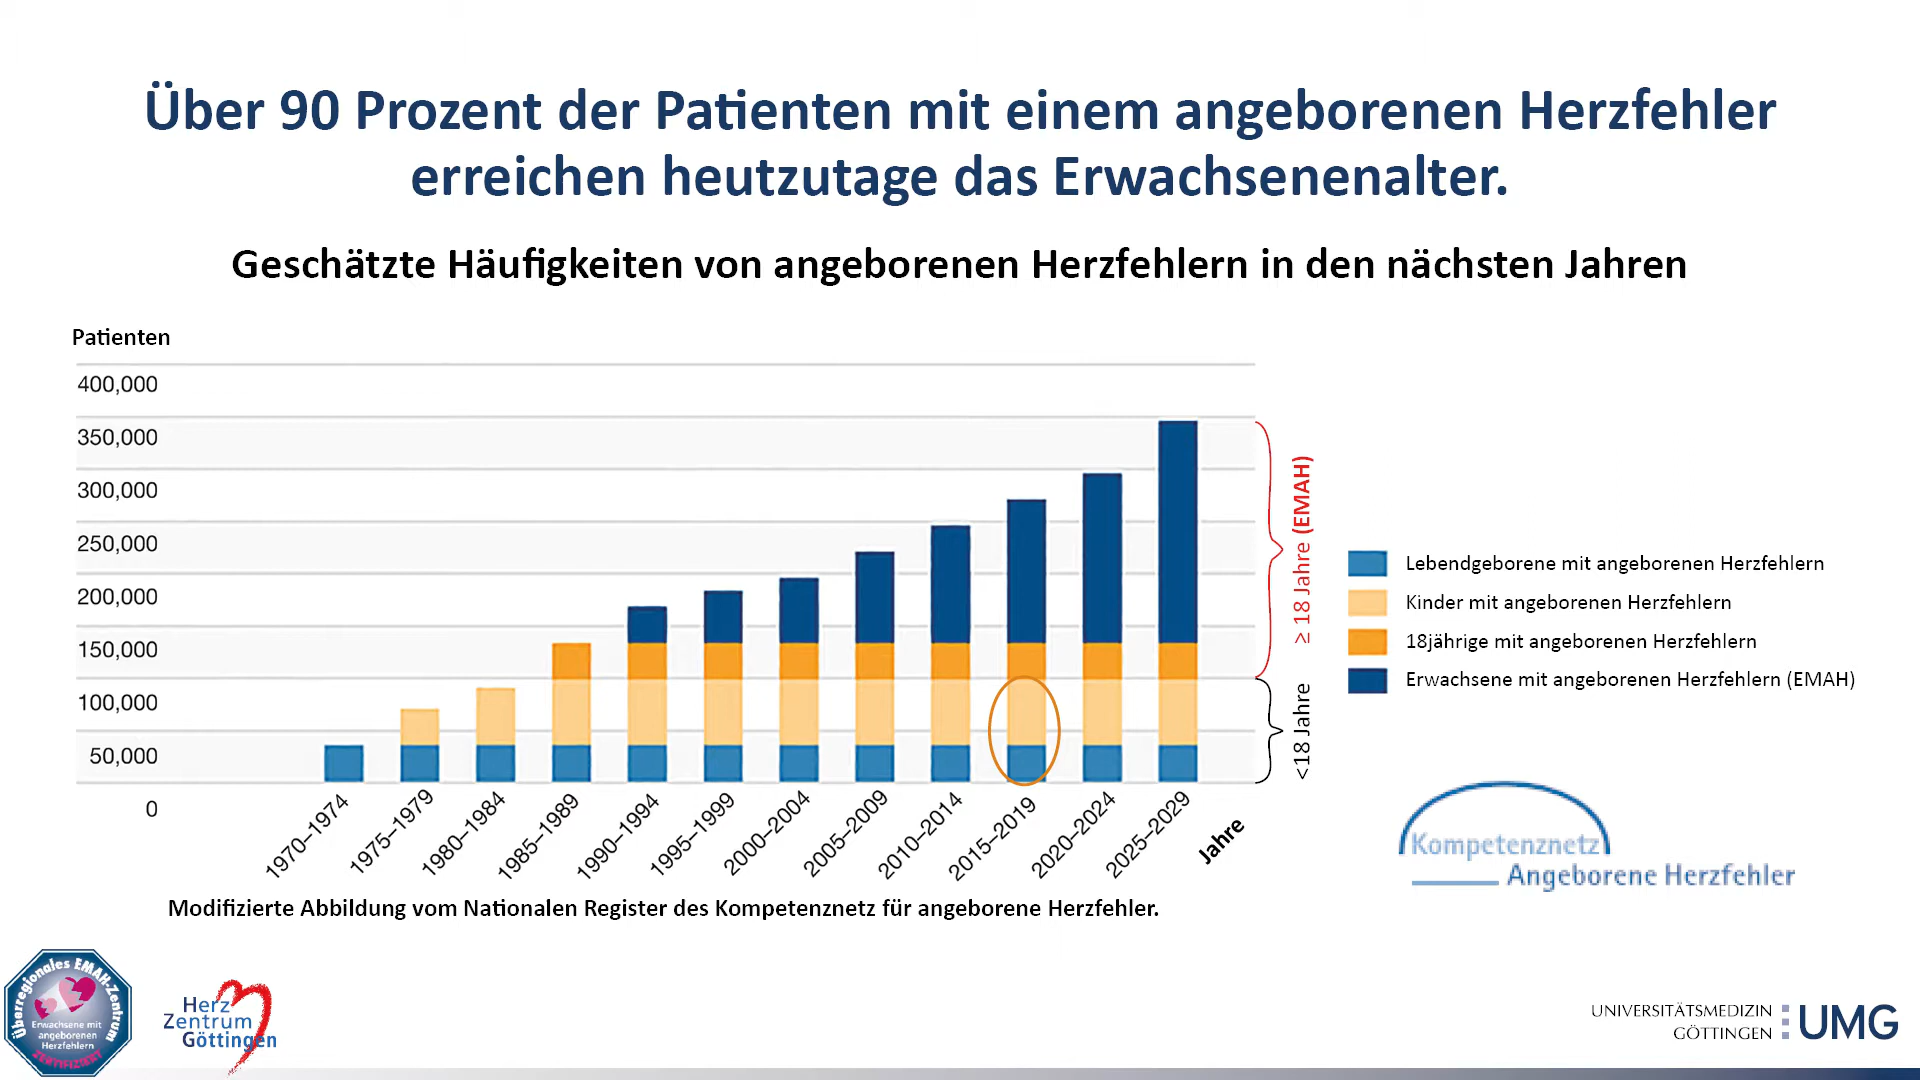 Über 90 Prozent der Patienten mit einem angeborenen Herzfehler
erreichen heutzutage das Erwachsenenalter.
Geschätzte Häufigkeiten von angeborenen Herzfehlern in den nächsten Jahren
Patienten
400,000
350,000
300,000
250,000
200,000
150,000
100,000
50,000
0
1970–1974
1975–1979
1980–1984
1985–1989
1990–1994
1995–1999
2000–2004
2005–2009
2010–2014
2015–2019
2020–2024
2025–2029
Jahre
≥ 18 Jahre (EMAH)
<18 Jahre
Lebendgeborene mit angeborenen Herzfehlern
Kinder mit angeborenen Herzfehlern
18jährige mit angeborenen Herzfehlern
Erwachsene mit angeborenen Herzfehlern (EMAH)
Kompetenznetz
Angeborene Herzfehler
Modifizierte Abbildung vom Nationalen Register des Kompetenznetz für angeborene Herzfehler.
Überregionales EMAH-Zentrum
Erwachsene mit
angeborenen
Herzfehlern
ZERTIFIZIERT
Herz
Zentrum
Göttingen
UNIVERSITÄTSMEDIZIN
GÖTTINGEN
UMG